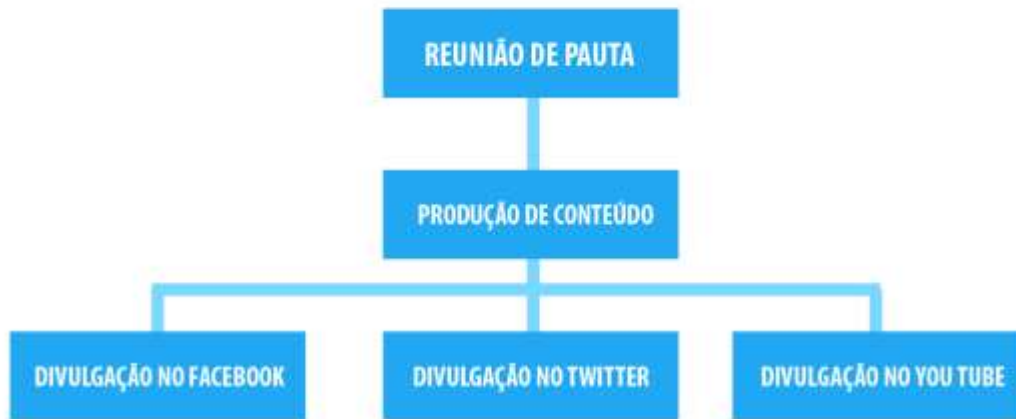 REUNIÃO DE PAUTA
PRODUÇÃO DE CONTEÚDO
DIVULGAÇÃO NO FACEBOOK
DIVULGAÇÃO NO TWITTER
DIVULGAÇÃO NO YOU TUBE